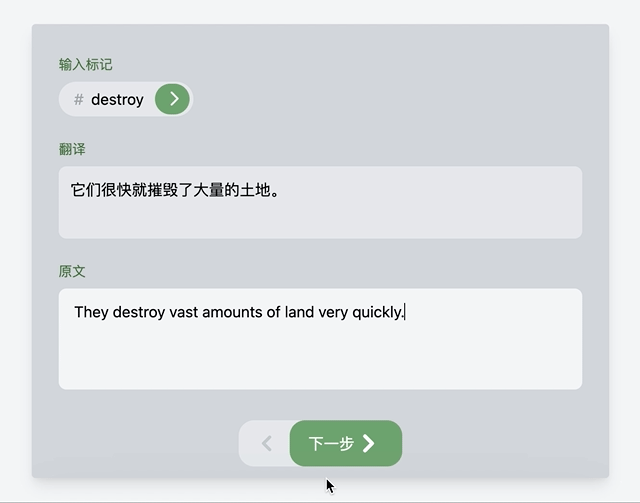 输入标记
# destroy
翻译
它们很快就摧毁了大量的土地。
原文
They destroy vast amounts of land very quickly.
下一步